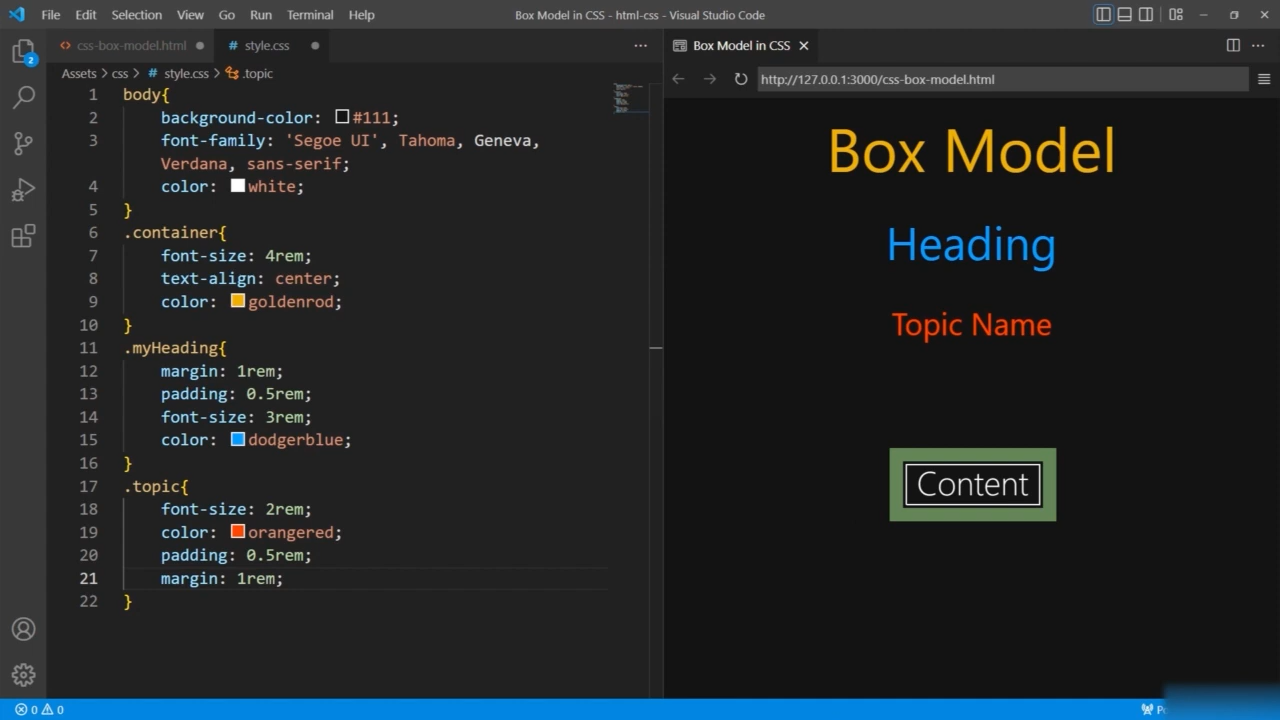 File Edit Selection View Go Run Terminal Help Box Model in CSS - html-css - Visual Studio Code
css-box-model.html # style.css Box Model in CSS
Assets > css > # style.css > .topic
http://127.0.0.1:3000/css-box-model.html
2
1 body{
2 background-color: #111;
3 font-family: 'Segoe UI', Tahoma, Geneva,
Verdana, sans-serif;
4 color: white;
5 }
6 .container{
7 font-size: 4rem;
8 text-align: center;
9 color: goldenrod;
10 }
11 .myHeading{
12 margin: 1rem;
13 padding: 0.5rem;
14 font-size: 3rem;
15 color: dodgerblue;
16 }
17 .topic{
18 font-size: 2rem;
19 color: orangered;
20 padding: 0.5rem;
21 margin: 1rem;
22 }
Box Model
Heading
Topic Name
Content
0 0